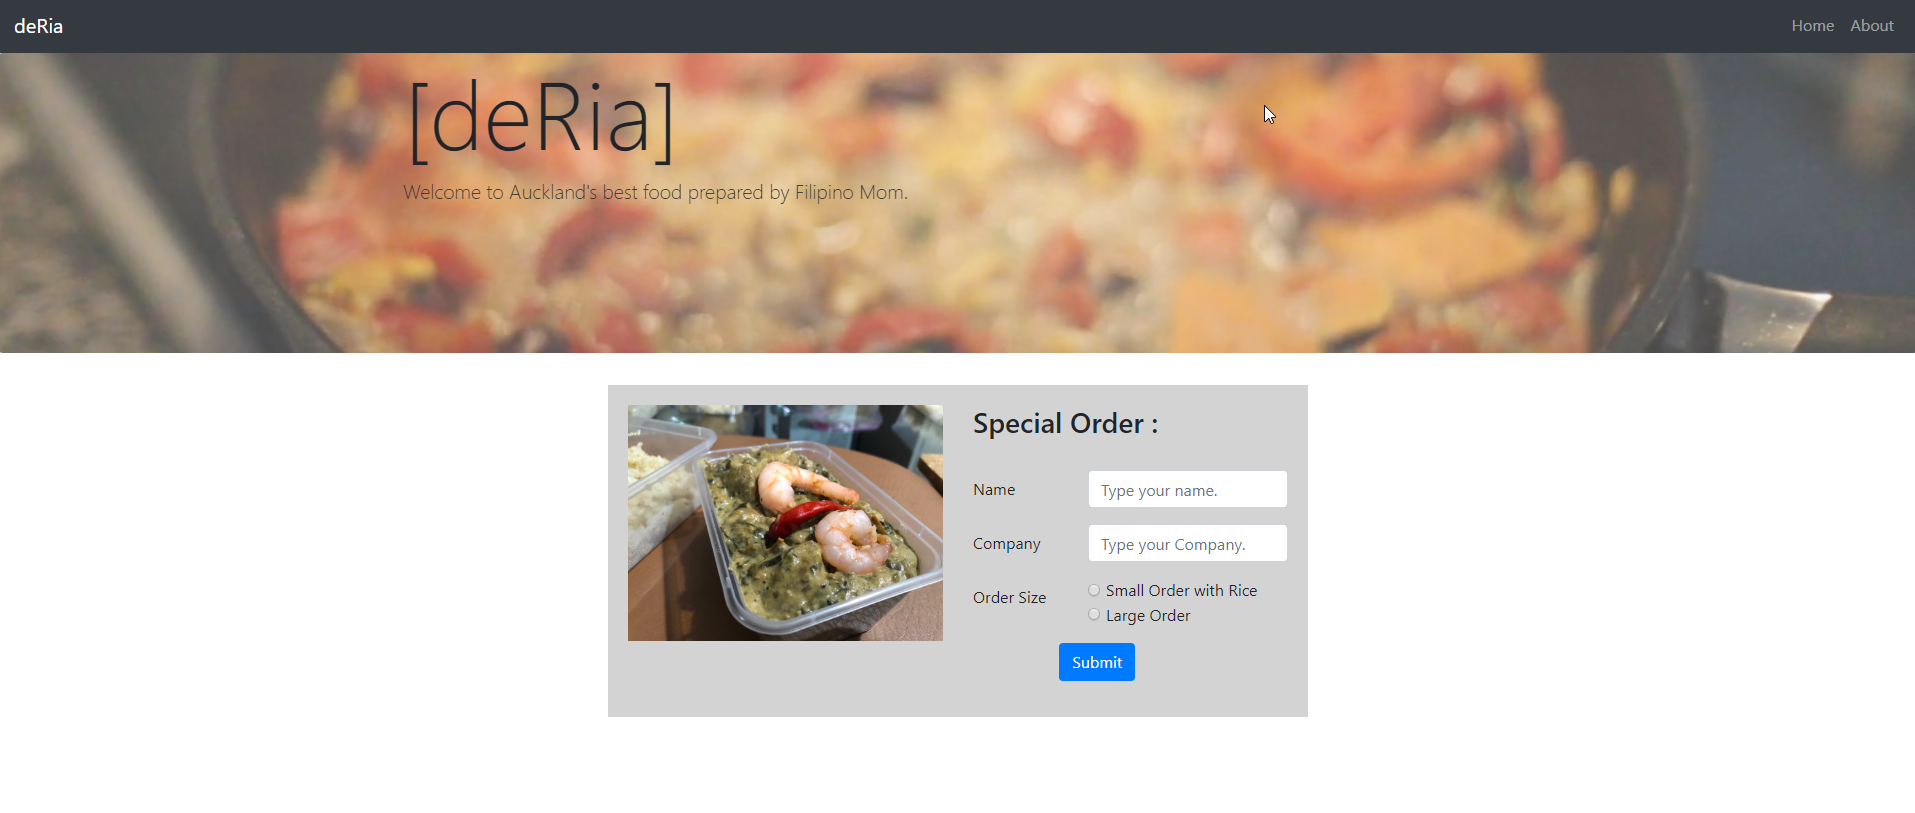 deRia
Home About
[deRia]
Welcome to Auckland's best food prepared by Filipino Mom.
Special Order :
Name
Type your name.
Company
Type your Company.
Order Size
Small Order with Rice
Large Order
Submit